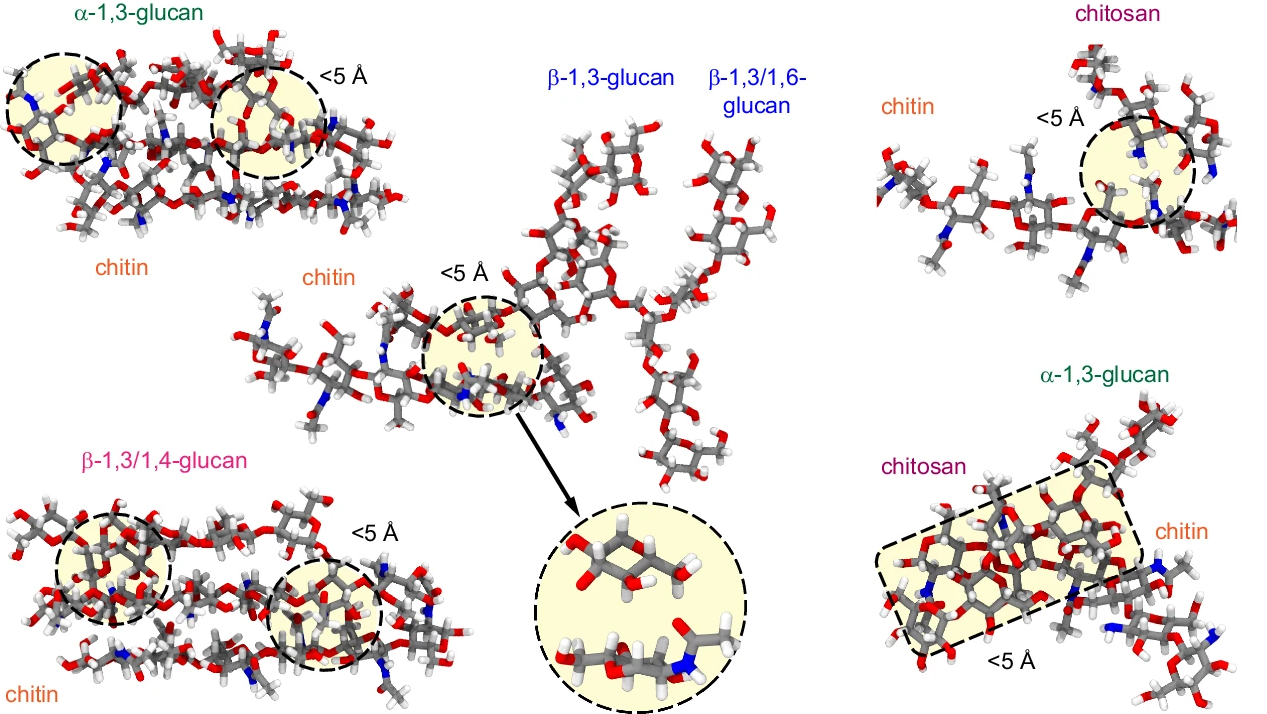 α-1,3-glucan
<5 Å
chitin
chitin
<5 Å
β-1,3-glucan
β-1,3/1,6-
glucan
chitosan
chitin
<5 Å
β-1,3/1,4-glucan
<5 Å
chitin
α-1,3-glucan
chitosan
chitin
<5 Å